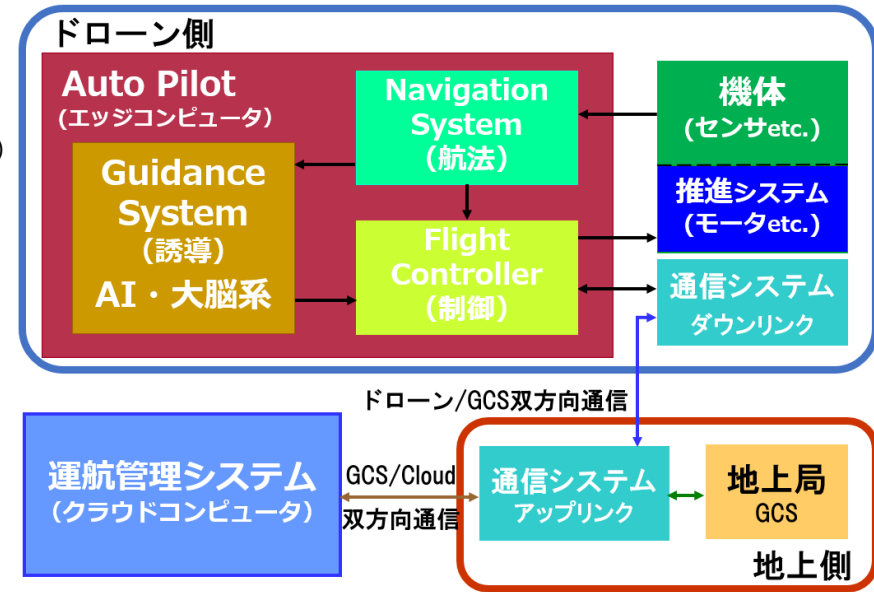 ドローン側
Auto Pilot
(エッジコンピュータ)
Navigation
System
(航法)
機体
(センサetc.)
)
Guidance
System
(誘導)
AI・大脳系
推進システム
(モータetc.)
Flight
Controller
(制御)
通信システム
ダウンリンク
ドローン/GCS双方向通信
運航管理システム
(クラウドコンピュータ)
GCS/Cloud
双方向通信
通信システム
アップリンク
地上局
GCS
地上側